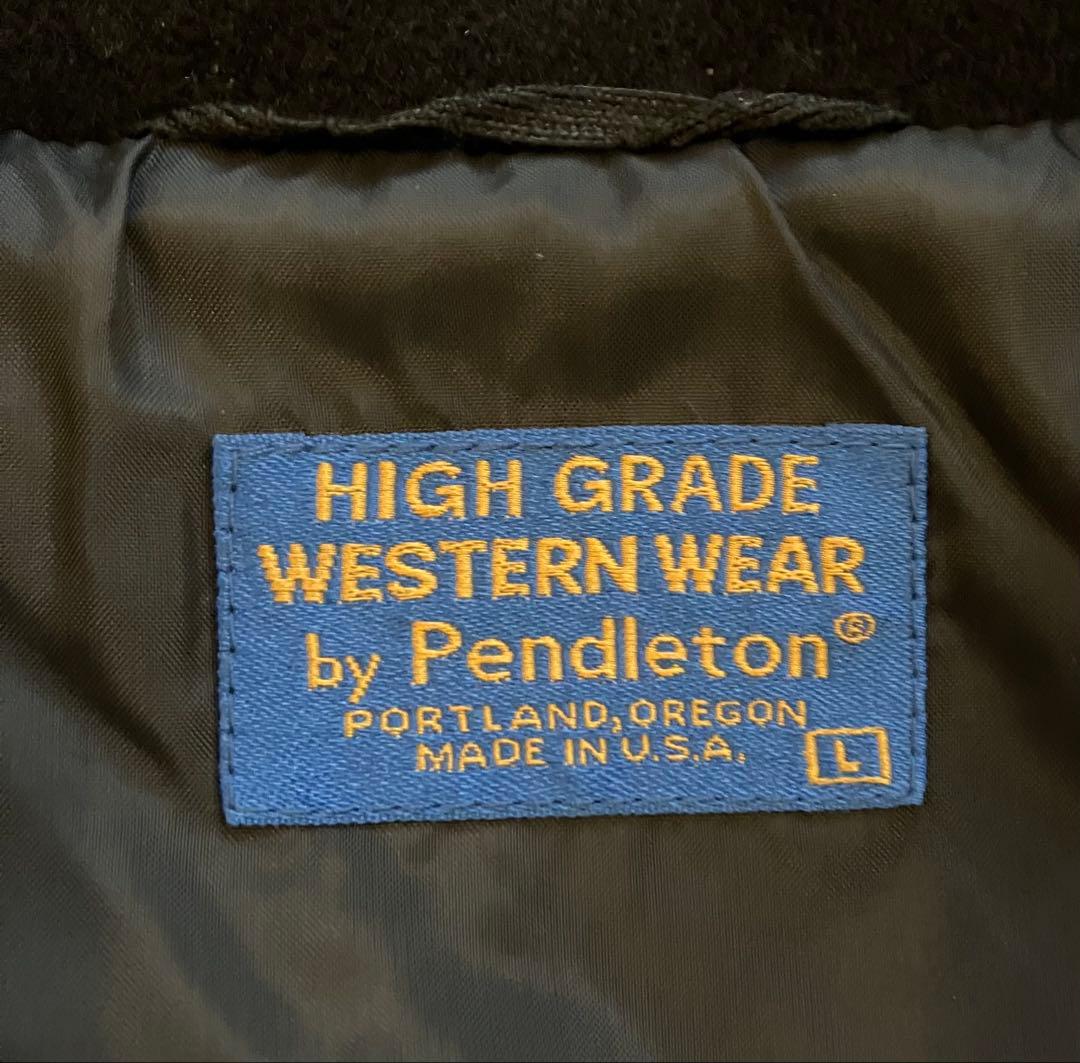 HIGH GRADE
WESTERN WEAR
by Pendleton®
PORTLAND, OREGON
MADE IN U.S.A.
L